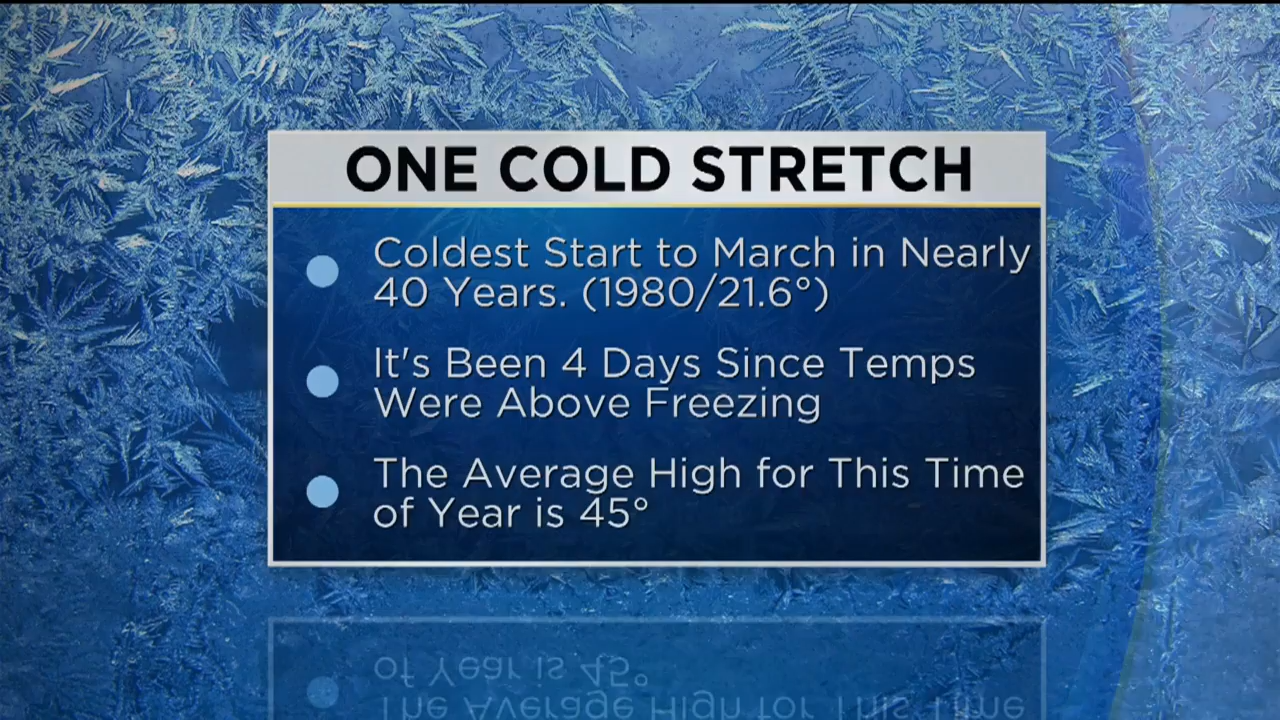 ONE COLD STRETCH
Coldest Start to March in Nearly
40 Years. (1980/21.6°)
It's Been 4 Days Since Temps
Were Above Freezing
The Average High for This Time
of Year is 45°